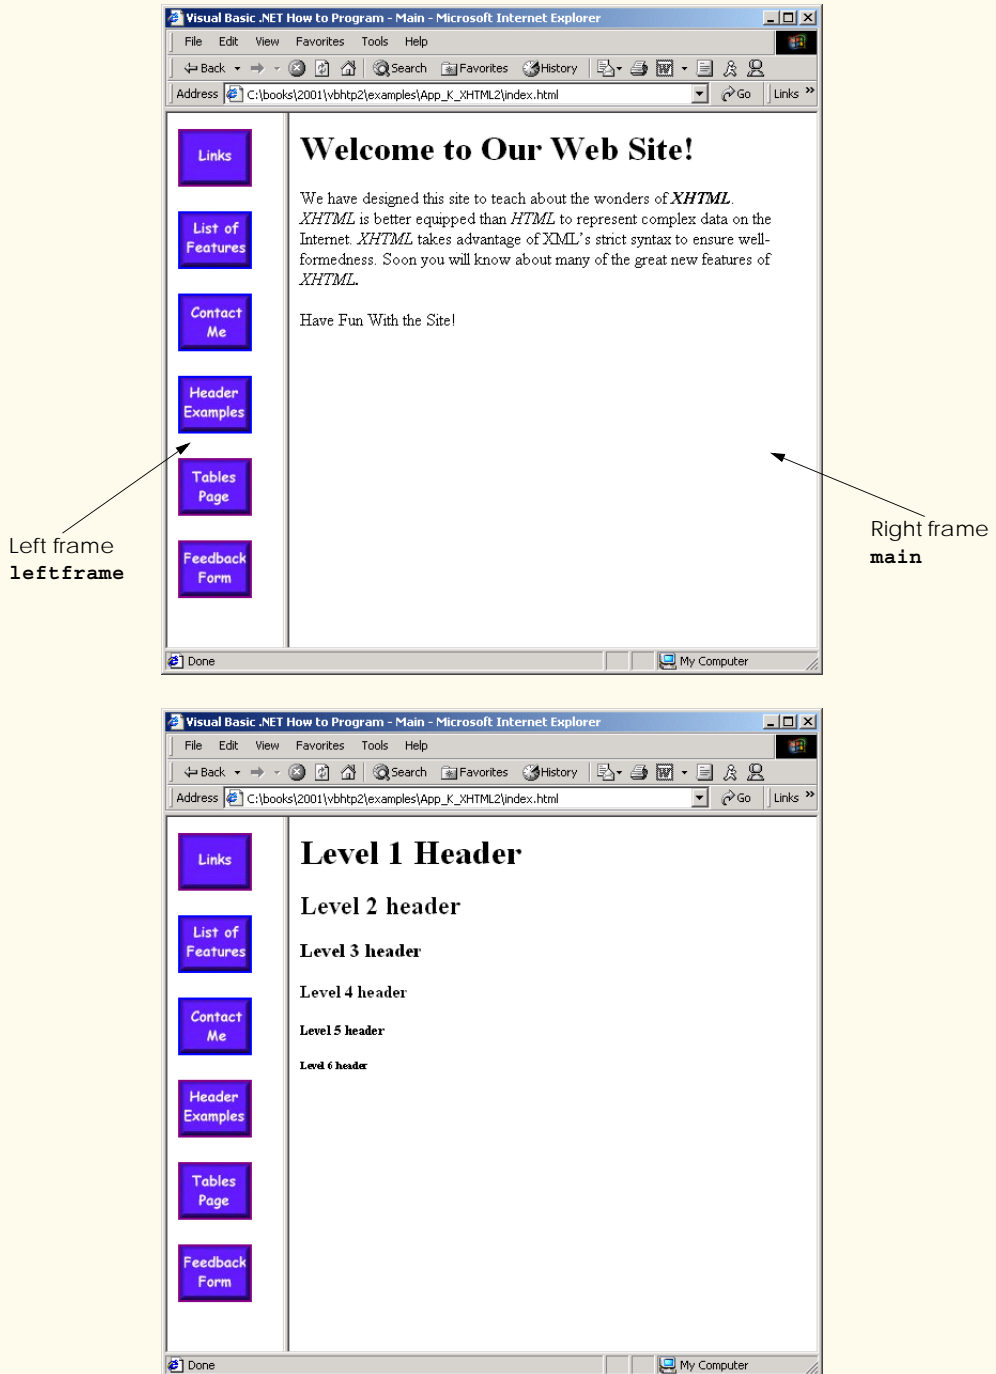 Visual Basic .NET How to Program - Main - Microsoft Internet Explorer
File Edit View Favorites Tools Help
Back Search Favorites History
Address C:\books\2001\vbhtp2\examples\App_K_XHTML2\index.html Go Links »
Links
List of
Features
Contact
Me
Header
Examples
Tables
Page
Feedback
Form
Welcome to Our Web Site!
We have designed this site to teach about the wonders of XHTML.
XHTML is better equipped than HTML to represent complex data on the
Internet. XHTML takes advantage of XML's strict syntax to ensure well-
formedness. Soon you will know about many of the great new features of
XHTML.
Have Fun With the Site!
Left frame
leftframe
Right frame
main
Done My Computer
Visual Basic .NET How to Program - Main - Microsoft Internet Explorer
File Edit View Favorites Tools Help
Back Search Favorites History
Address C:\books\2001\vbhtp2\examples\App_K_XHTML2\index.html Go Links »
Links
List of
Features
Contact
Me
Header
Examples
Tables
Page
Feedback
Form
Level 1 Header
Level 2 header
Level 3 header
Level 4 header
Level 5 header
Level 6 header
Done My Computer